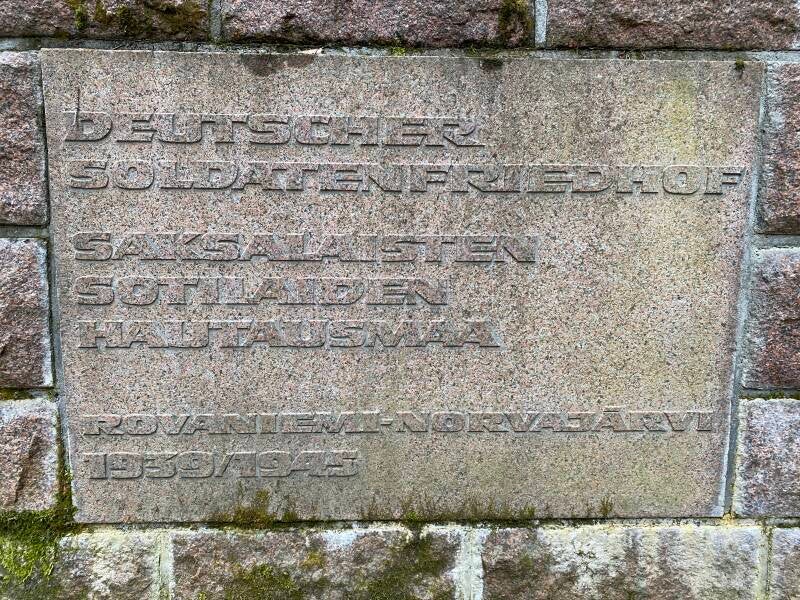 DEUTSCHER
SOLDATENFRIEDHOF
SAKSALAISTEN
SOTILAIDEN
HAUTAUSMAA
ROVANIEMI-NORVAJÄRVI
1939/1945